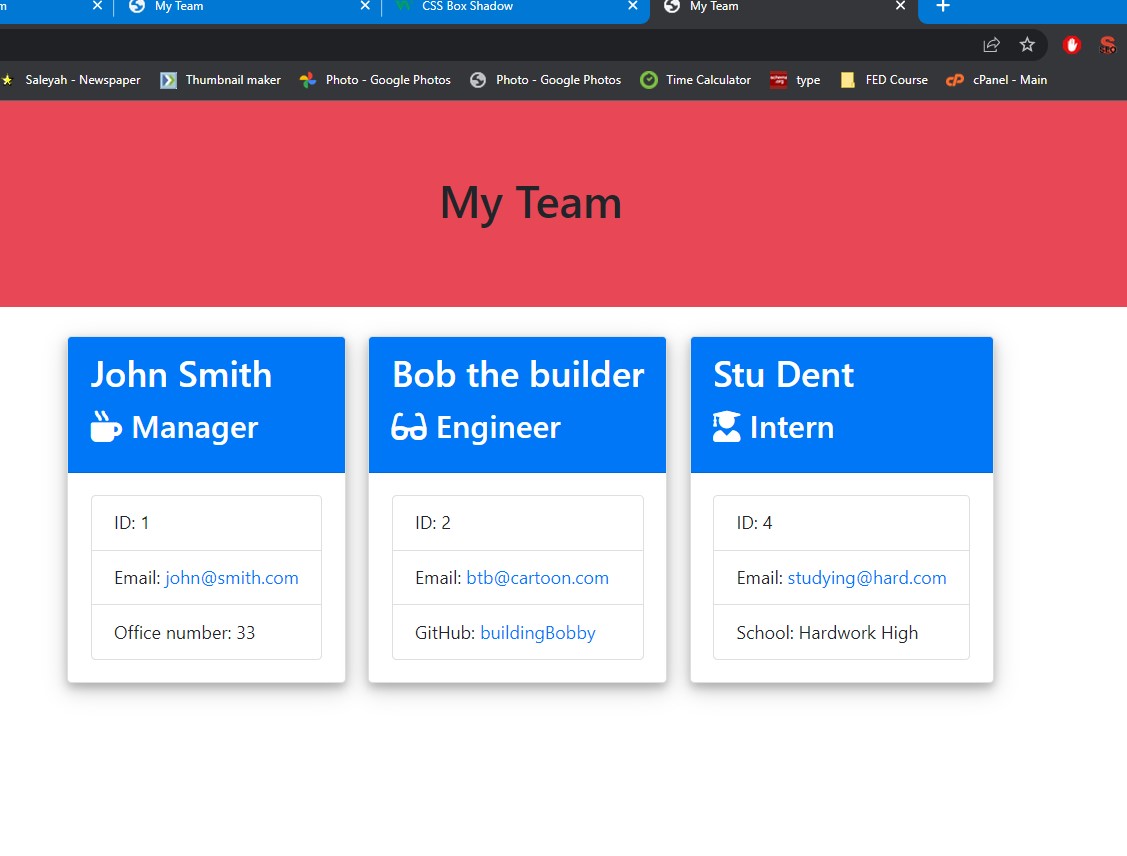 My Team
CSS Box Shadow
My Team
Saleyah - Newspaper
Thumbnail maker
Photo - Google Photos
Photo - Google Photos
Time Calculator
type
FED Course
cPanel - Main
My Team
John Smith
Manager
ID: 1
Email: john@smith.com
Office number: 33
Bob the builder
Engineer
ID: 2
Email: btb@cartoon.com
GitHub: buildingBobby
Stu Dent
Intern
ID: 4
Email: studying@hard.com
School: Hardwork High